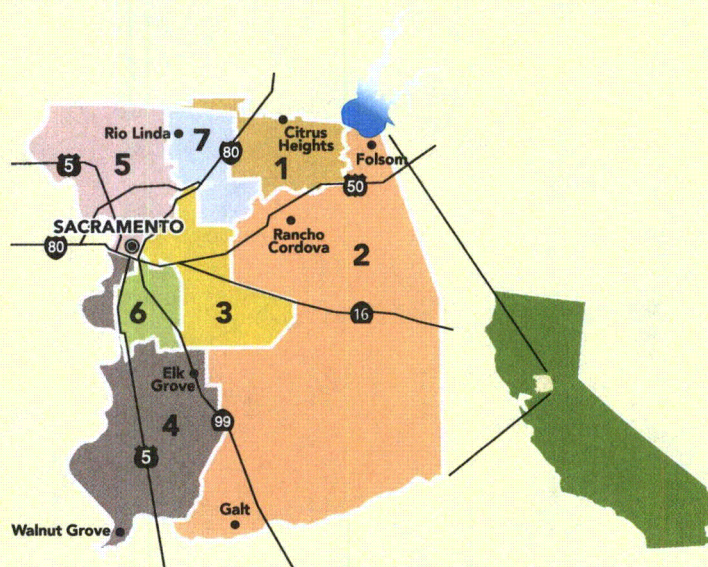 Rio Linda
7
Citrus
Heights
80
5
5
1
Folsom
50
SACRAMENTO
80
Rancho
Cordova
2
6
3
16
Elk
Grove
4
99
5
Galt
Walnut Grove